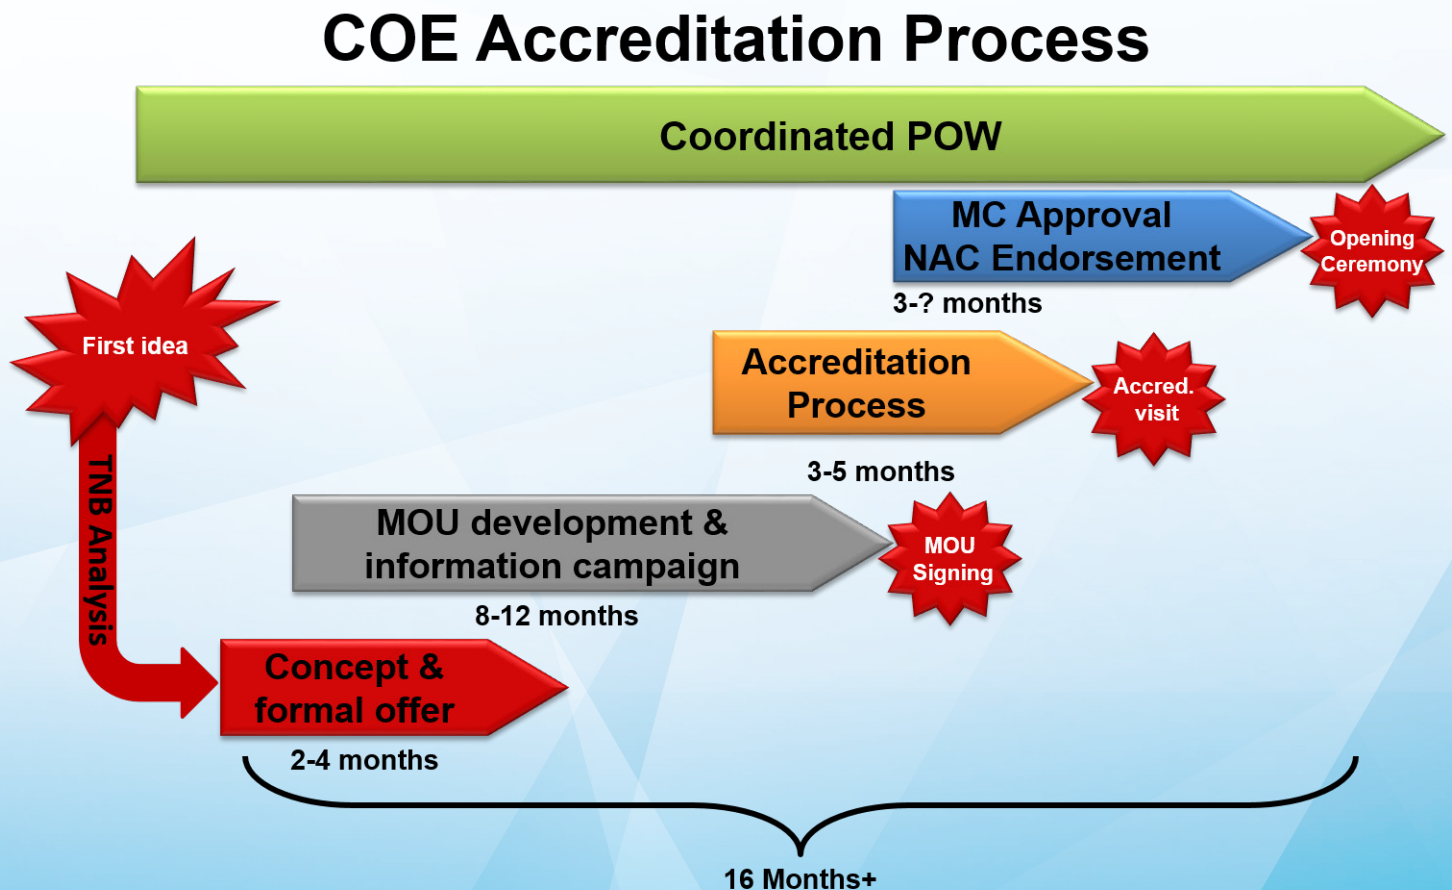 COE Accreditation Process
Coordinated POW
MC Approval
NAC Endorsement
3-? months
Opening
Ceremony
First idea
TNB Analysis
Accreditation
Process
3-5 months
Accred.
visit
MOU development &
information campaign
8-12 months
MOU
Signing
Concept &
formal offer
2-4 months
16 Months+